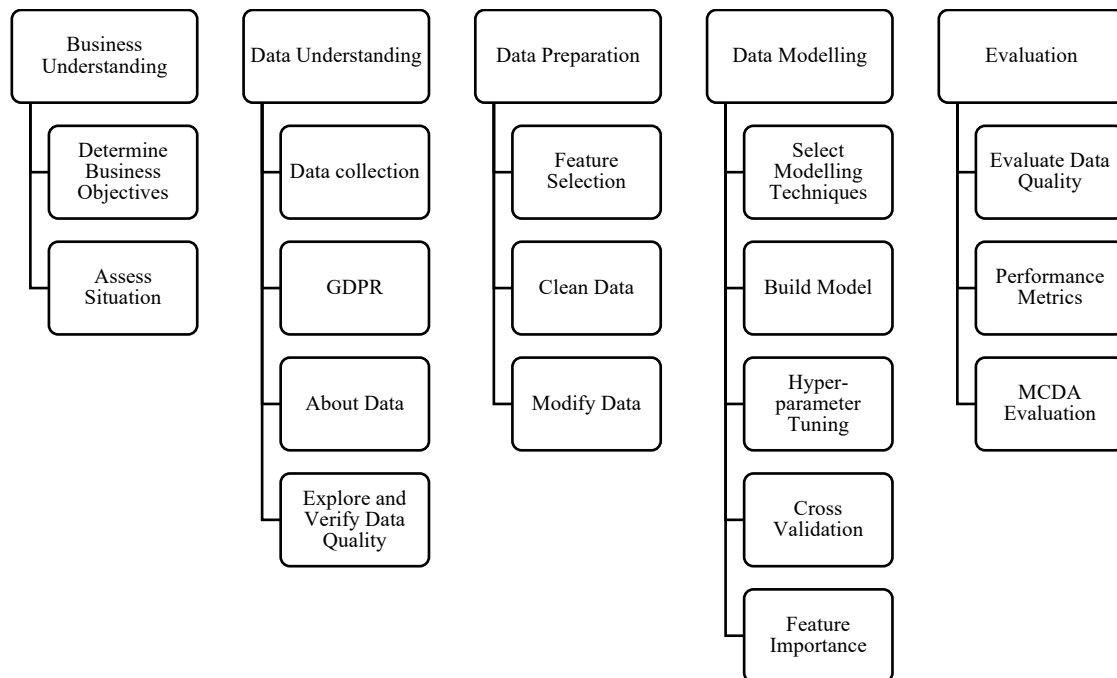 Business
Understanding
Determine
Business
Objectives
Assess
Situation
Data Understanding
Data collection
GDPR
About Data
Explore and
Verify Data
Quality
Data Preparation
Feature
Selection
Clean Data
Modify Data
Data Modelling
Select
Modelling
Techniques
Build Model
Hyper-
parameter
Tuning
Cross
Validation
Feature
Importance
Evaluation
Evaluate Data
Quality
Performance
Metrics
MCDA
Evaluation